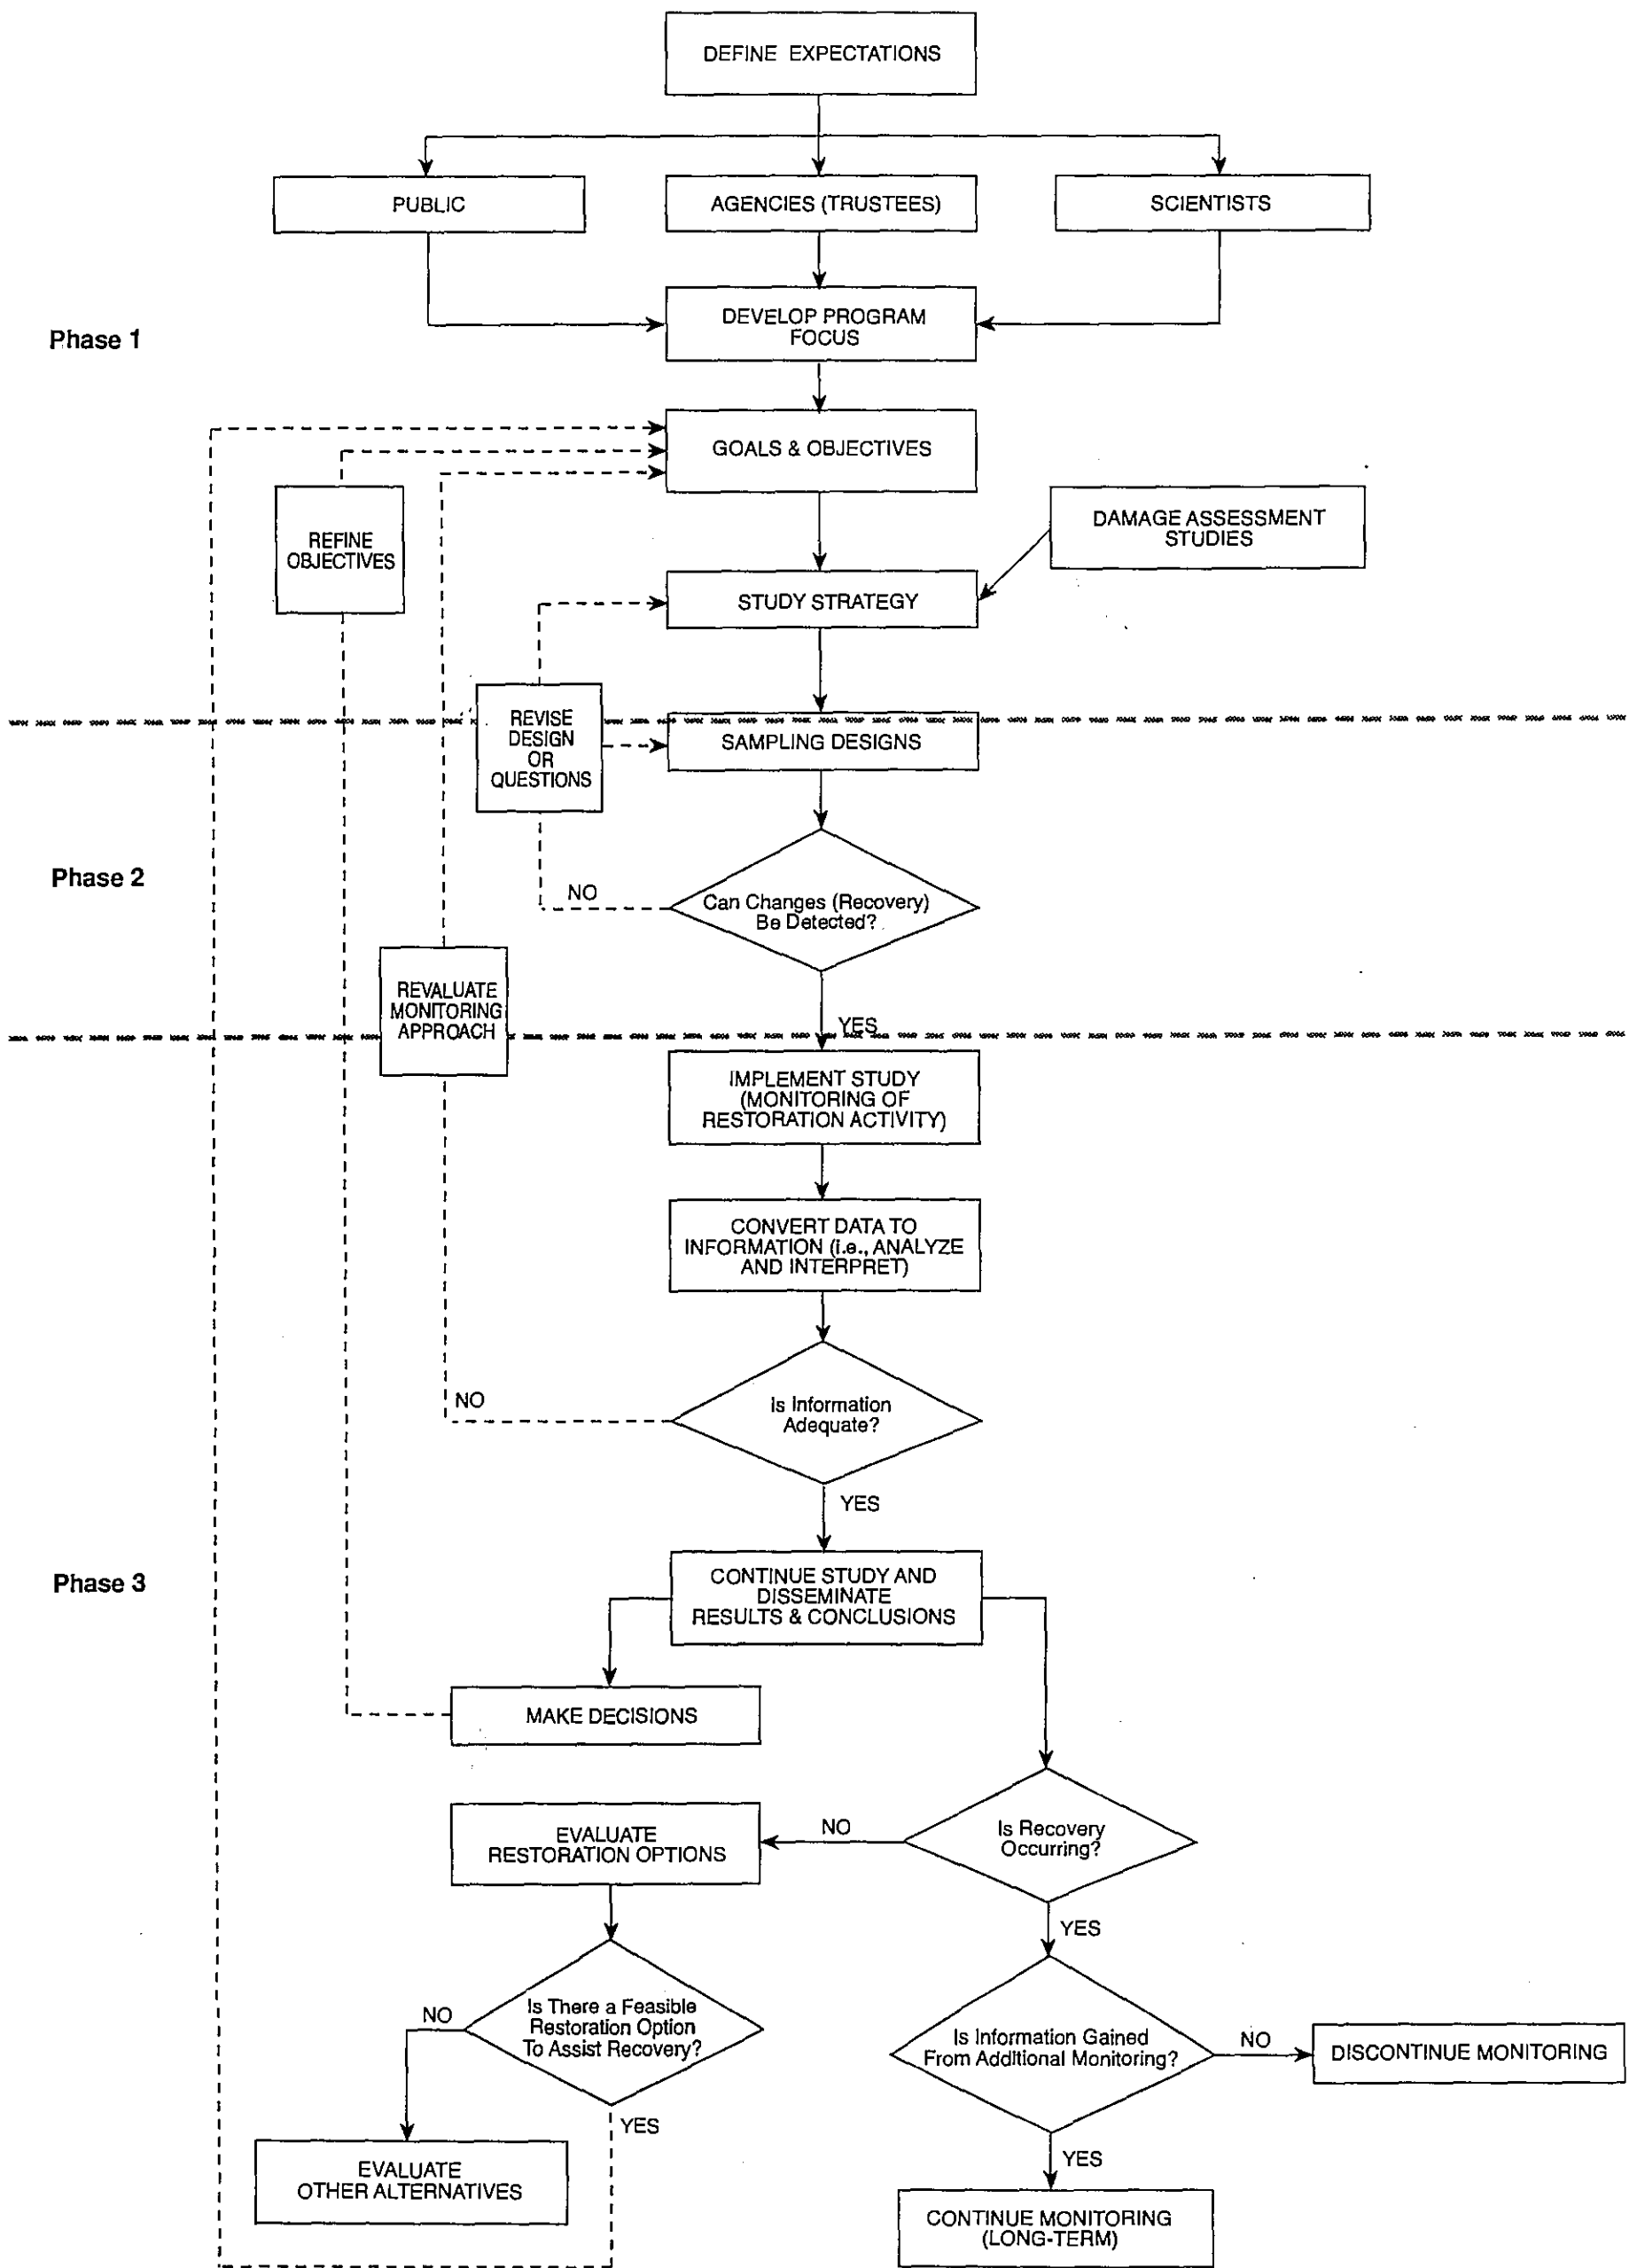 DEFINE EXPECTATIONS
PUBLIC
AGENCIES (TRUSTEES)
SCIENTISTS
DEVELOP PROGRAM
FOCUS
Phase 1
GOALS & OBJECTIVES
REFINE
OBJECTIVES
DAMAGE ASSESSMENT
STUDIES
STUDY STRATEGY
REVISE
DESIGN
OR
QUESTIONS
SAMPLING DESIGNS
Phase 2
NO
Can Changes (Recovery)
Be Detected?
REVALUATE
MONITORING
APPROACH
YES
IMPLEMENT STUDY
(MONITORING OF
RESTORATION ACTIVITY)
CONVERT DATA TO
INFORMATION (i.e., ANALYZE
AND INTERPRET)
NO
Is Information
Adequate?
YES
Phase 3
CONTINUE STUDY AND
DISSEMINATE
RESULTS & CONCLUSIONS
MAKE DECISIONS
EVALUATE
RESTORATION OPTIONS
NO
Is Recovery
Occurring?
YES
NO
Is There a Feasible
Restoration Option
To Assist Recovery?
Is Information Gained
From Additional Monitoring?
NO
DISCONTINUE MONITORING
YES
YES
EVALUATE
OTHER ALTERNATIVES
CONTINUE MONITORING
(LONG-TERM)